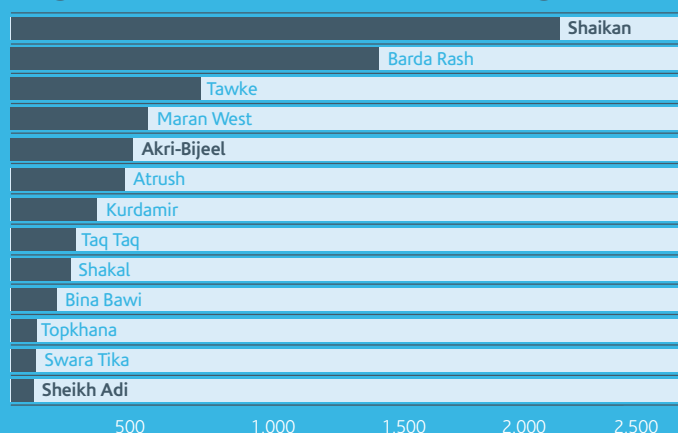 Shaikan
Barda Rash
Tawke
Maran West
Akri-Bijeel
Atrush
Kurdamir
Taq Taq
Shakal
Bina Bawi
Topkhana
Swara Tika
Sheikh Adi
500 1,000 1,500 2,000 2,500